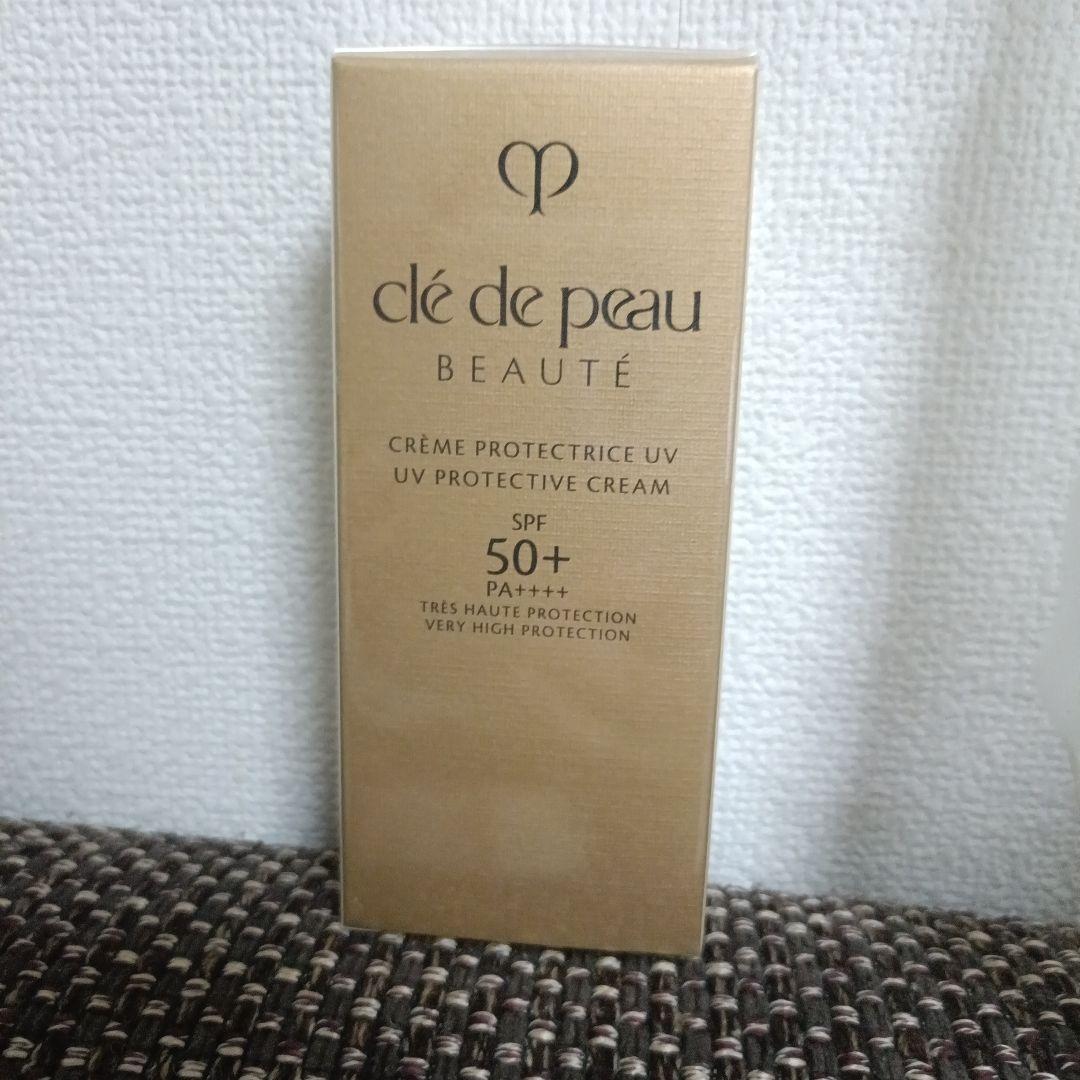 clé de peau
BEAUTÉ
CRÈME PROTECTRICE UV
UV PROTECTIVE CREAM
SPF
50+
PA++++
TRÈS HAUTE PROTECTION
VERY HIGH PROTECTION